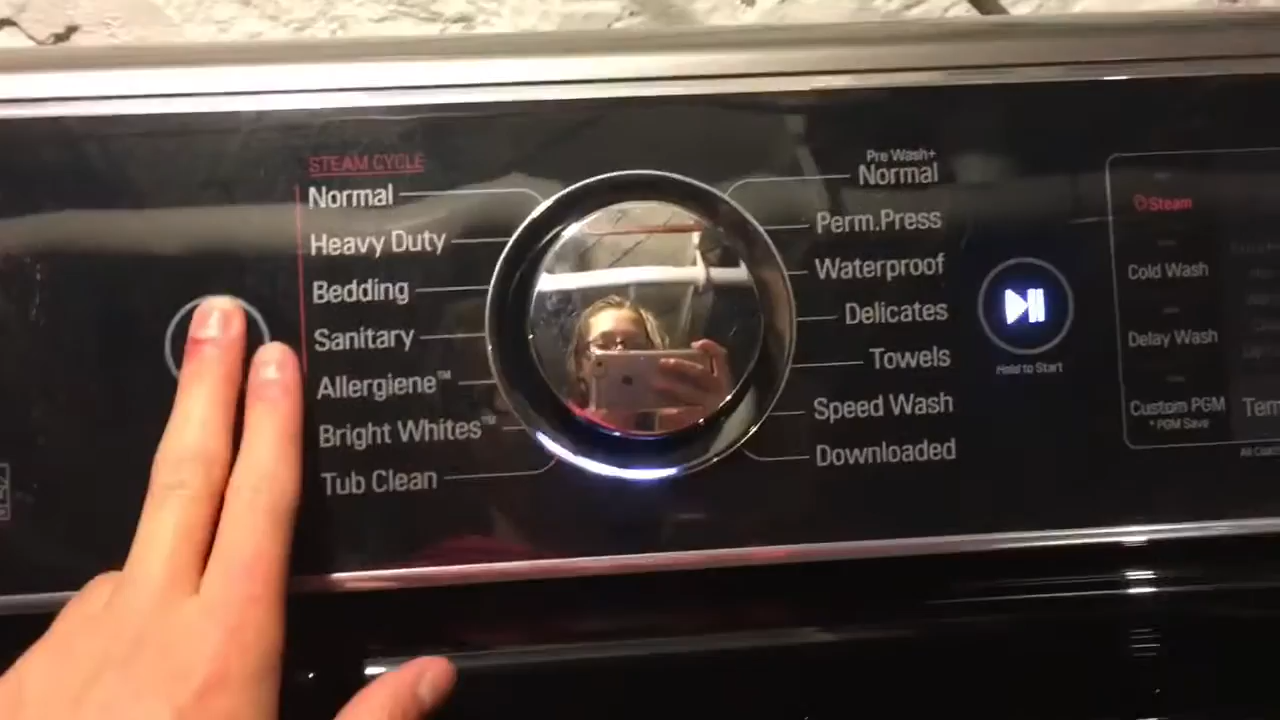 STEAM CYCLE
Normal
Heavy Duty
Bedding
Sanitary
Allergiene™
Bright Whites™
Tub Clean
Pre Wash+
Normal
Perm.Press
Waterproof
Delicates
Towels
Speed Wash
Downloaded
Hold to Start
Steam
Cold Wash
Delay Wash
Custom PGM
* PGM Save